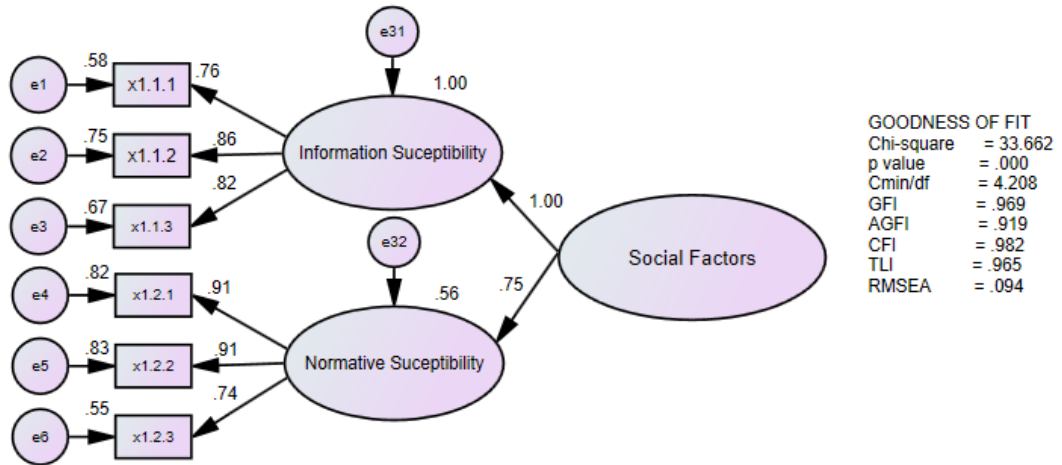 e31
1.00
e1
.58
x1.1.1
.76
e2
.75
x1.1.2
.86
Information Suceptibility
e3
.67
x1.1.3
.82
1.00
e32
Social Factors
.75
e4
.82
x1.2.1
.91
.56
e5
.83
x1.2.2
.91
Normative Suceptibility
e6
.55
x1.2.3
.74
GOODNESS OF FIT
Chi-square = 33.662
p value = .000
Cmin/df = 4.208
GFI = .969
AGFI = .919
CFI = .982
TLI = .965
RMSEA = .094